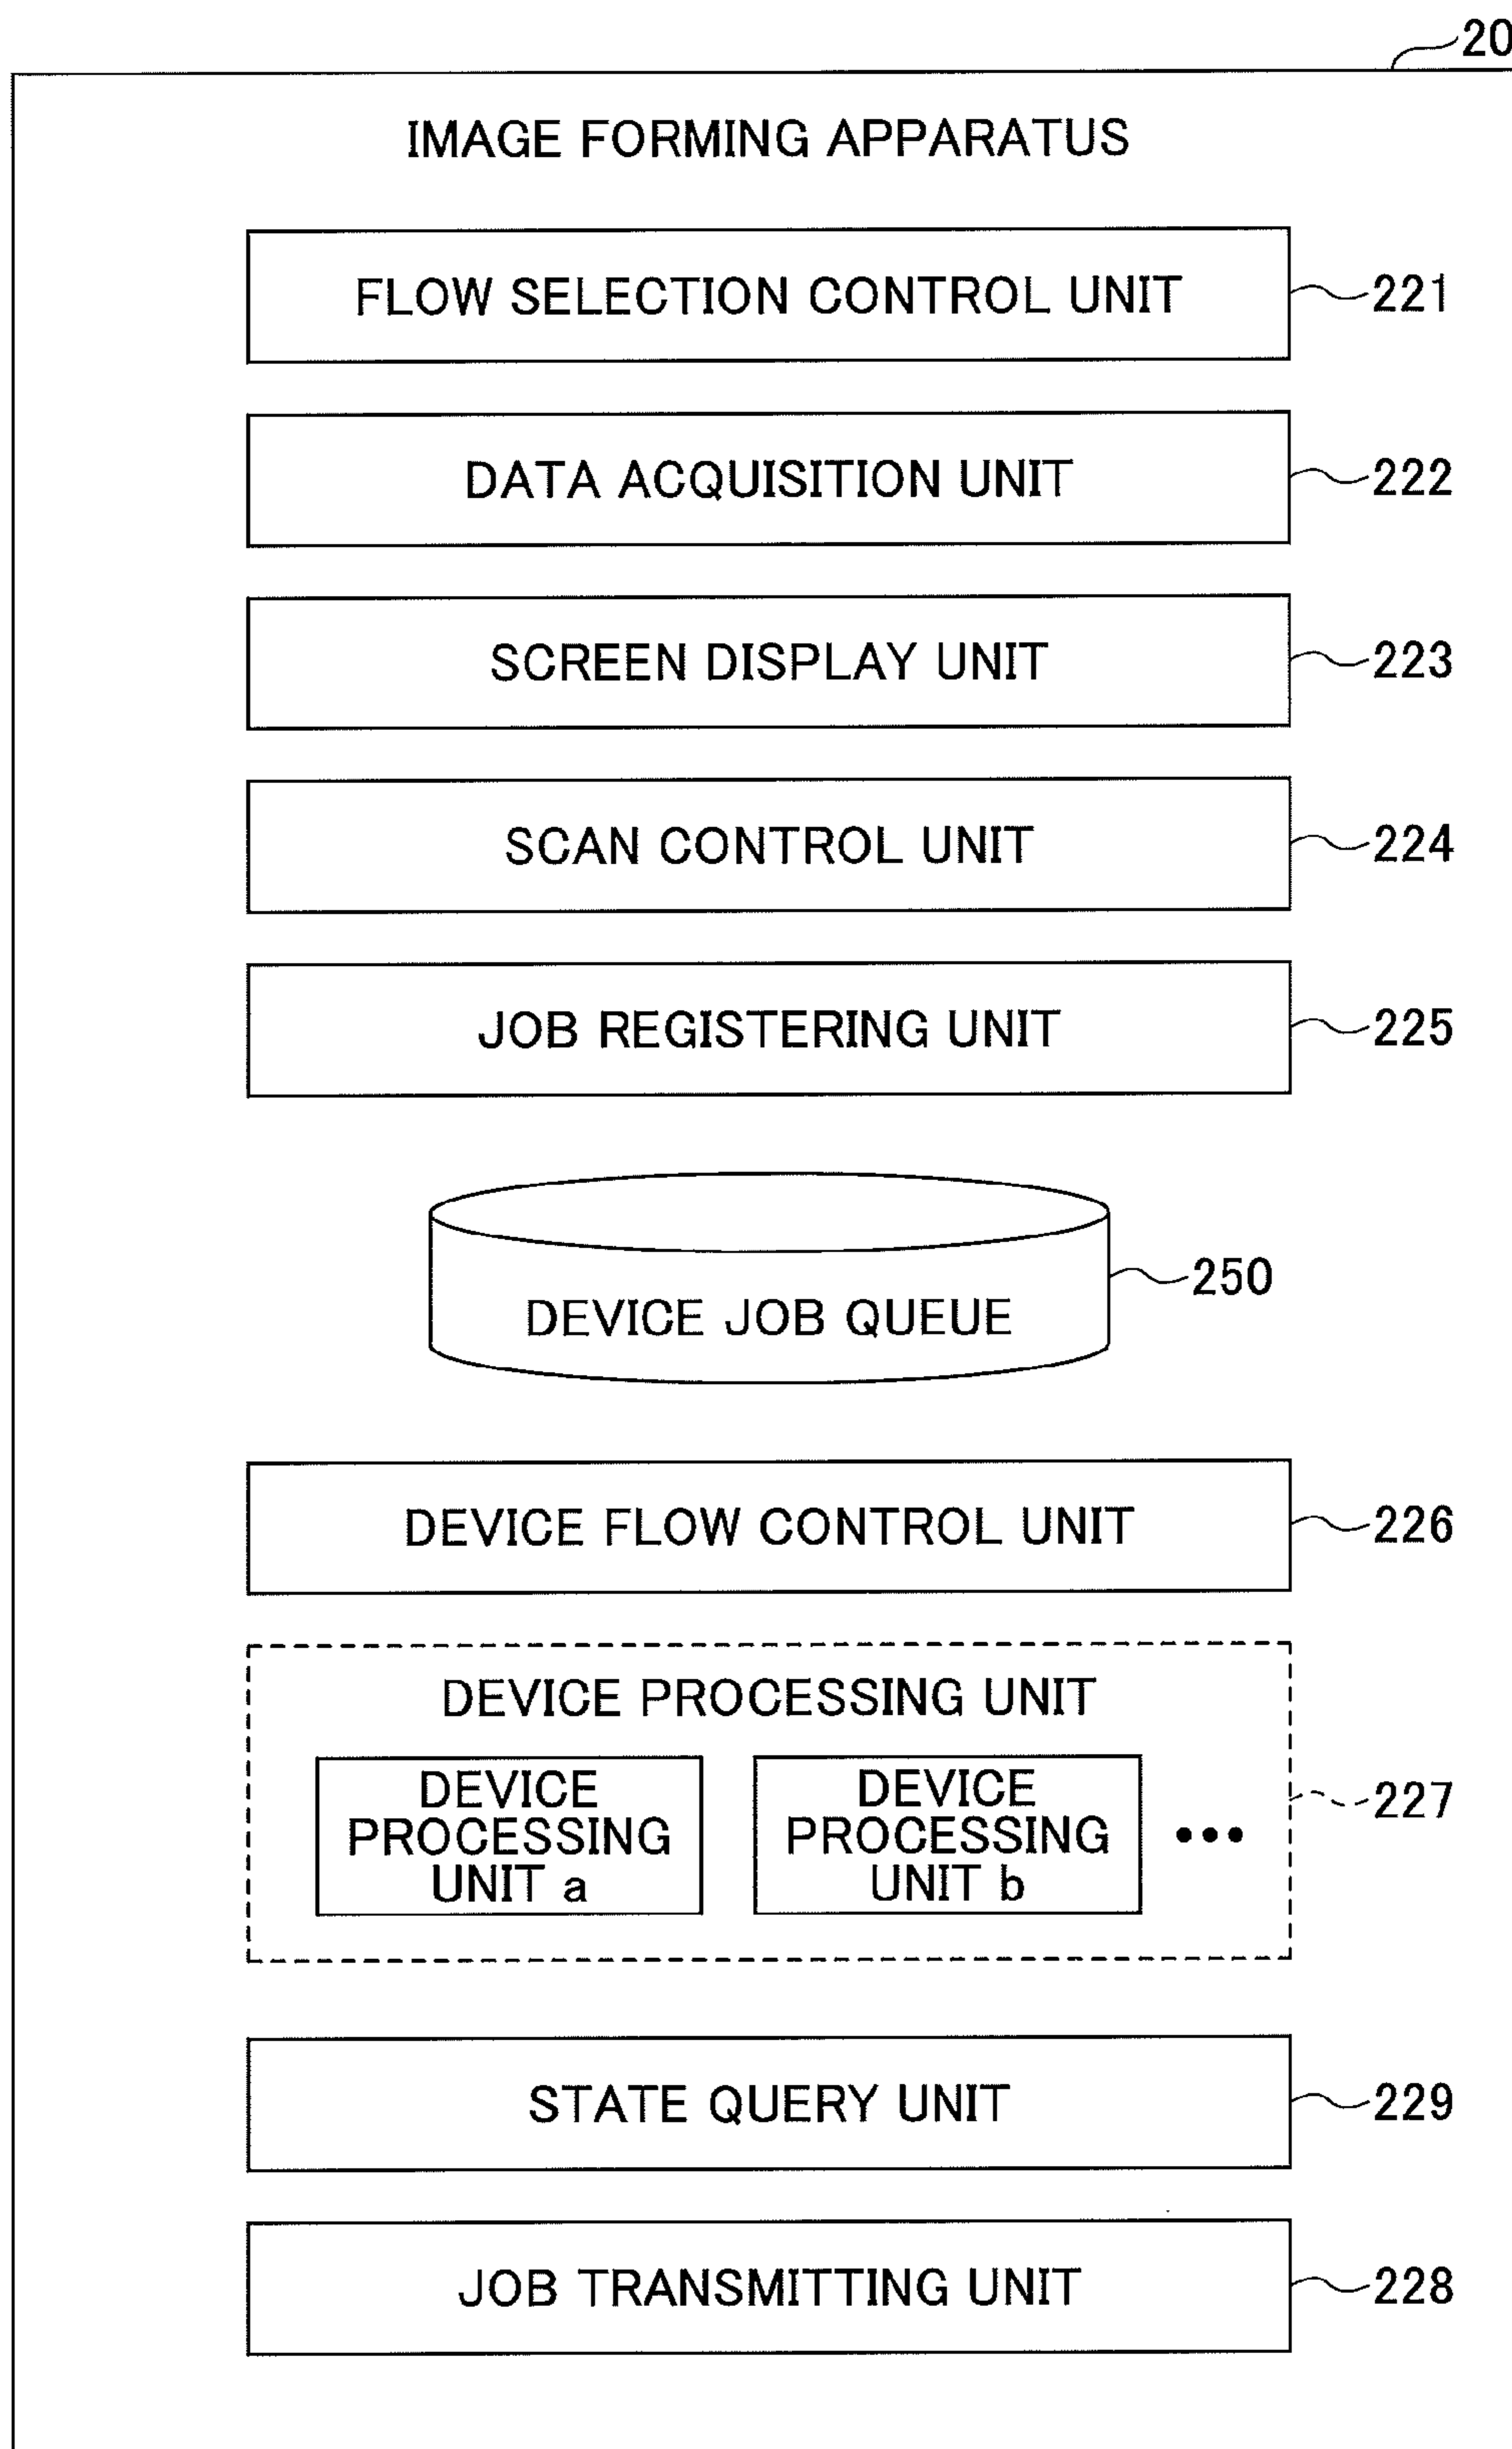 20
IMAGE FORMING APPARATUS
FLOW SELECTION CONTROL UNIT
221
DATA ACQUISITION UNIT
222
SCREEN DISPLAY UNIT
223
SCAN CONTROL UNIT
224
JOB REGISTERING UNIT
225
DEVICE JOB QUEUE
250
DEVICE FLOW CONTROL UNIT
226
DEVICE PROCESSING UNIT
DEVICE
PROCESSING
UNIT a
DEVICE
PROCESSING
UNIT b
•••
227
STATE QUERY UNIT
229
JOB TRANSMITTING UNIT
228